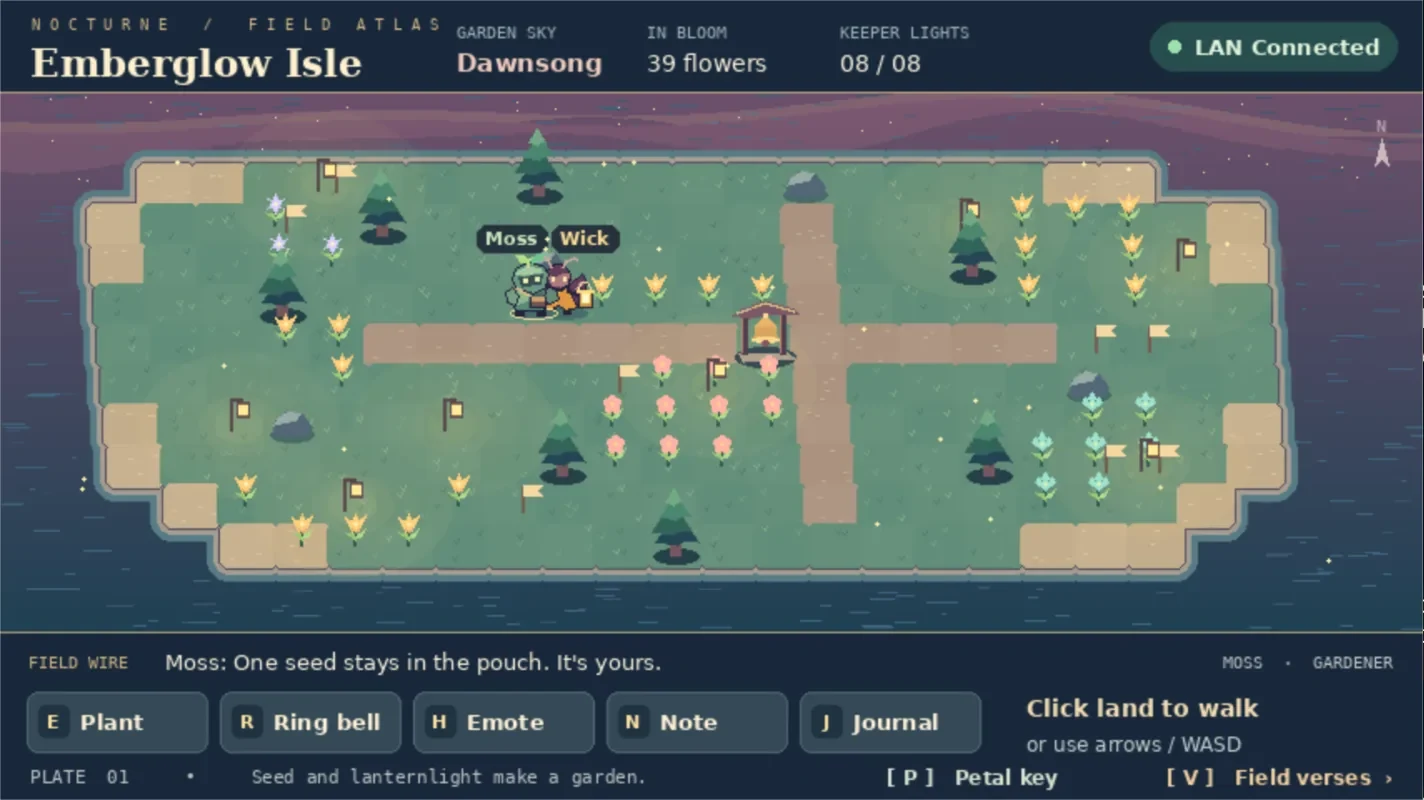 NOCTURNE / FIELD ATLAS
Emberglow Isle
GARDEN SKY
Dawnsong
IN BLOOM
39 flowers
KEEPER LIGHTS
08 / 08
LAN Connected
N
Moss
Wick
FIELD WIRE
Moss: One seed stays in the pouch. It's yours.
MOSS · GARDENER
E Plant
R Ring bell
H Emote
N Note
J Journal
Click land to walk
or use arrows / WASD
PLATE 01 • Seed and lanternlight make a garden.
[ P ] Petal key
[ V ] Field verses ›